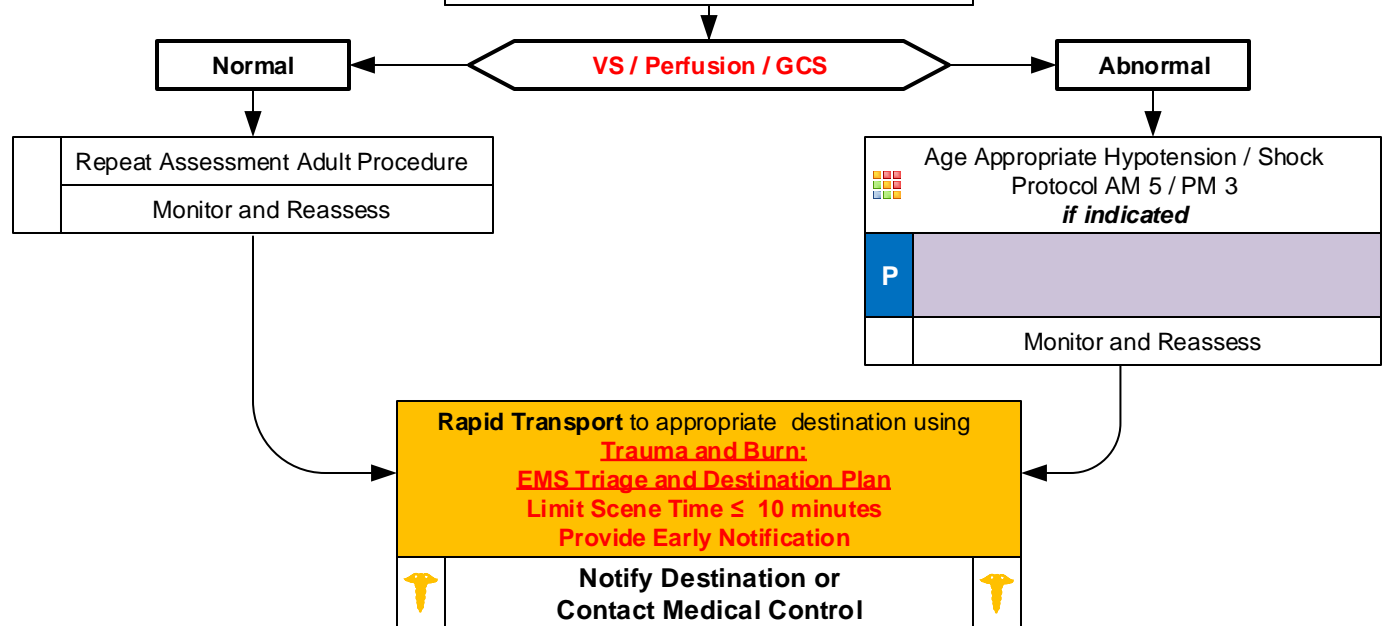 VS / Perfusion / GCS
Normal
Abnormal
Repeat Assessment Adult Procedure
Monitor and Reassess
Age Appropriate Hypotension / Shock
Protocol AM 5 / PM 3
if indicated
P
Monitor and Reassess
Rapid Transport to appropriate destination using
Trauma and Burn:
EMS Triage and Destination Plan
Limit Scene Time ≤ 10 minutes
Provide Early Notification
Notify Destination or
Contact Medical Control